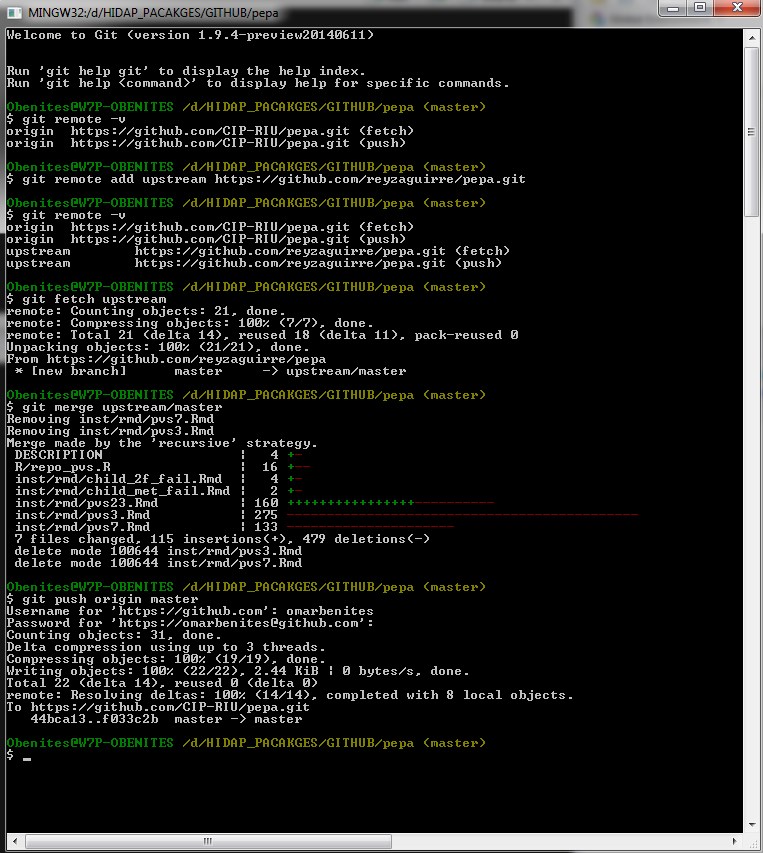 MINGW32:/d/HIDAP_PACAKGES/GITHUB/pepa
Welcome to Git (version 1.9.4-preview20140611)
Run 'git help git' to display the help index.
Run 'git help <command>' to display help for specific commands.
Obenites@W7P-OBENITES /d/HIDAP_PACAKGES/GITHUB/pepa (master)
$ git remote -v
origin  https://github.com/CIP-RIU/pepa.git (fetch)
origin  https://github.com/CIP-RIU/pepa.git (push)
Obenites@W7P-OBENITES /d/HIDAP_PACAKGES/GITHUB/pepa (master)
$ git remote add upstream https://github.com/reyzaguirre/pepa.git
Obenites@W7P-OBENITES /d/HIDAP_PACAKGES/GITHUB/pepa (master)
$ git remote -v
origin  https://github.com/CIP-RIU/pepa.git (fetch)
origin  https://github.com/CIP-RIU/pepa.git (push)
upstream        https://github.com/reyzaguirre/pepa.git (fetch)
upstream        https://github.com/reyzaguirre/pepa.git (push)
Obenites@W7P-OBENITES /d/HIDAP_PACAKGES/GITHUB/pepa (master)
$ git fetch upstream
remote: Counting objects: 21, done.
remote: Compressing objects: 100% (7/7), done.
remote: Total 21 (delta 14), reused 18 (delta 11), pack-reused 0
Unpacking objects: 100% (21/21), done.
From https://github.com/reyzaguirre/pepa
 * [new branch]      master     -> upstream/master
Obenites@W7P-OBENITES /d/HIDAP_PACAKGES/GITHUB/pepa (master)
$ git merge upstream/master
Removing inst/rmd/pvs7.Rmd
Removing inst/rmd/pvs3.Rmd
Merge made by the 'recursive' strategy.
 DESCRIPTION                 |   4 +-
 R/repo_pvs.R                |  16 +--
 inst/rmd/child_2f_fail.Rmd  |   4 +-
 inst/rmd/child_met_fail.Rmd |   2 +-
 inst/rmd/pvs23.Rmd          | 160 ++++++++++++++++----------
 inst/rmd/pvs3.Rmd           | 275 --------------------------------------------
 inst/rmd/pvs7.Rmd           | 133 ---------------------
 7 files changed, 115 insertions(+), 479 deletions(-)
 delete mode 100644 inst/rmd/pvs3.Rmd
 delete mode 100644 inst/rmd/pvs7.Rmd
Obenites@W7P-OBENITES /d/HIDAP_PACAKGES/GITHUB/pepa (master)
$ git push origin master
Username for 'https://github.com': omarbenites
Password for 'https://omarbenites@github.com':
Counting objects: 31, done.
Delta compression using up to 3 threads.
Compressing objects: 100% (19/19), done.
Writing objects: 100% (22/22), 2.44 KiB | 0 bytes/s, done.
Total 22 (delta 14), reused 0 (delta 0)
remote: Resolving deltas: 100% (14/14), completed with 8 local objects.
To https://github.com/CIP-RIU/pepa.git
   44bca13..f033c2b  master -> master
Obenites@W7P-OBENITES /d/HIDAP_PACAKGES/GITHUB/pepa (master)
$ _